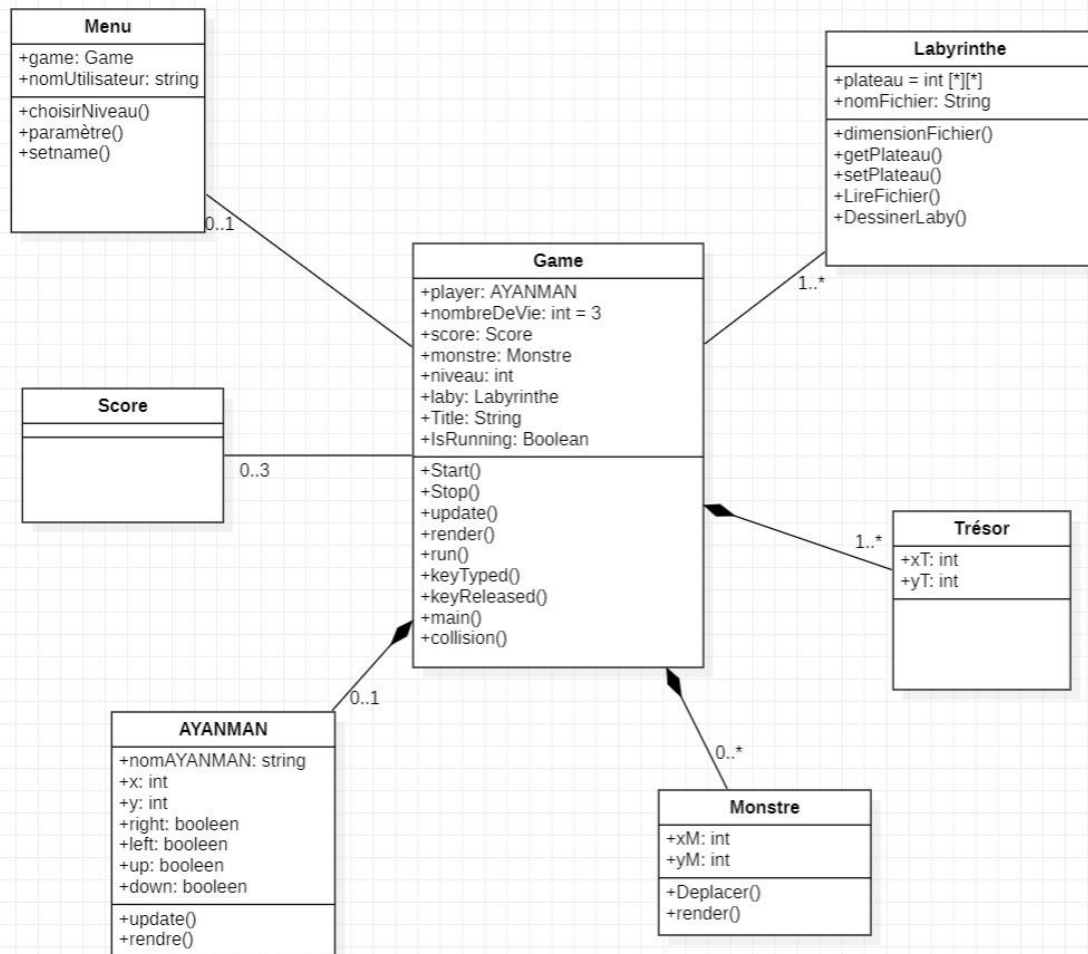 Menu
+game: Game
+nomUtilisateur: string
+choisirNiveau()
+paramètre()
+setname()
0..1
Labyrinthe
+plateau = int [*][*]
+nomFichier: String
+dimensionFichier()
+getPlateau()
+setPlateau()
+LireFichier()
+DessinerLaby()
1..*
Game
+player: AYANMAN
+nombreDeVie: int = 3
+score: Score
+monstre: Monstre
+niveau: int
+laby: Labyrinthe
+Title: String
+IsRunning: Boolean
+Start()
+Stop()
+update()
+render()
+run()
+keyTyped()
+keyReleased()
+main()
+collision()
Score
0..3
1..*
Trésor
+xT: int
+yT: int
0..1
AYANMAN
+nomAYANMAN: string
+x: int
+y: int
+right: booleen
+left: booleen
+up: booleen
+down: booleen
+update()
+rendre()
0..*
Monstre
+xM: int
+yM: int
+Deplacer()
+render()